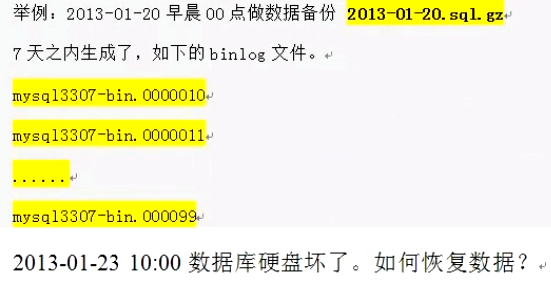 举例：2013-01-20 早晨 00 点做数据备份 2013-01-20.sql.gz
7 天之内生成了，如下的 binlog 文件。
mysql3307-bin.0000010
mysql3307-bin.0000011
......
mysql3307-bin.000099
2013-01-23 10:00 数据库硬盘坏了。如何恢复数据？